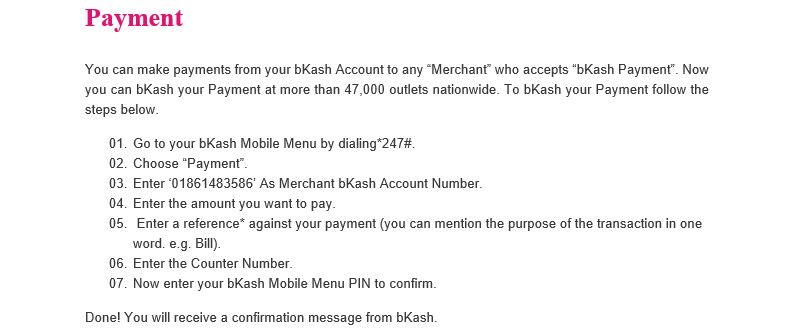 Payment
You can make payments from your bKash Account to any “Merchant” who accepts “bKash Payment”. Now
you can bKash your Payment at more than 47,000 outlets nationwide. To bKash your Payment follow the
steps below.
01. Go to your bKash Mobile Menu by dialing*247#.
02. Choose “Payment”.
03. Enter ‘01861483586’ As Merchant bKash Account Number.
04. Enter the amount you want to pay.
05. Enter a reference* against your payment (you can mention the purpose of the transaction in one
word. e.g. Bill).
06. Enter the Counter Number.
07. Now enter your bKash Mobile Menu PIN to confirm.
Done! You will receive a confirmation message from bKash.